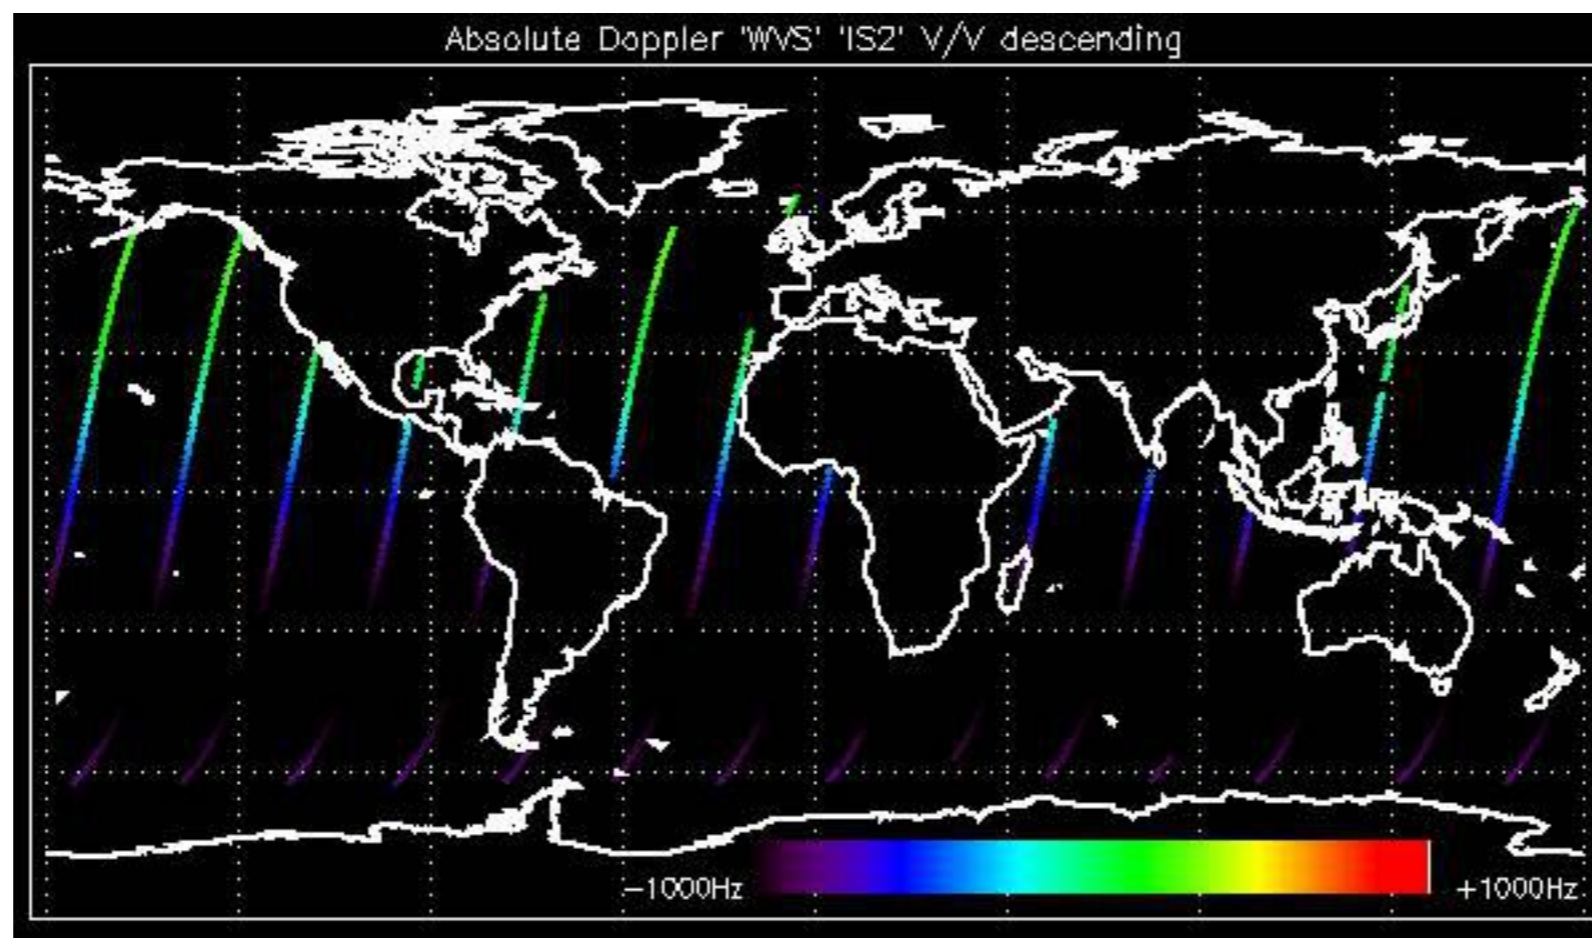 Absolute Doppler 'WVS' 'IS2' V/V descending
−1000Hz +1000Hz